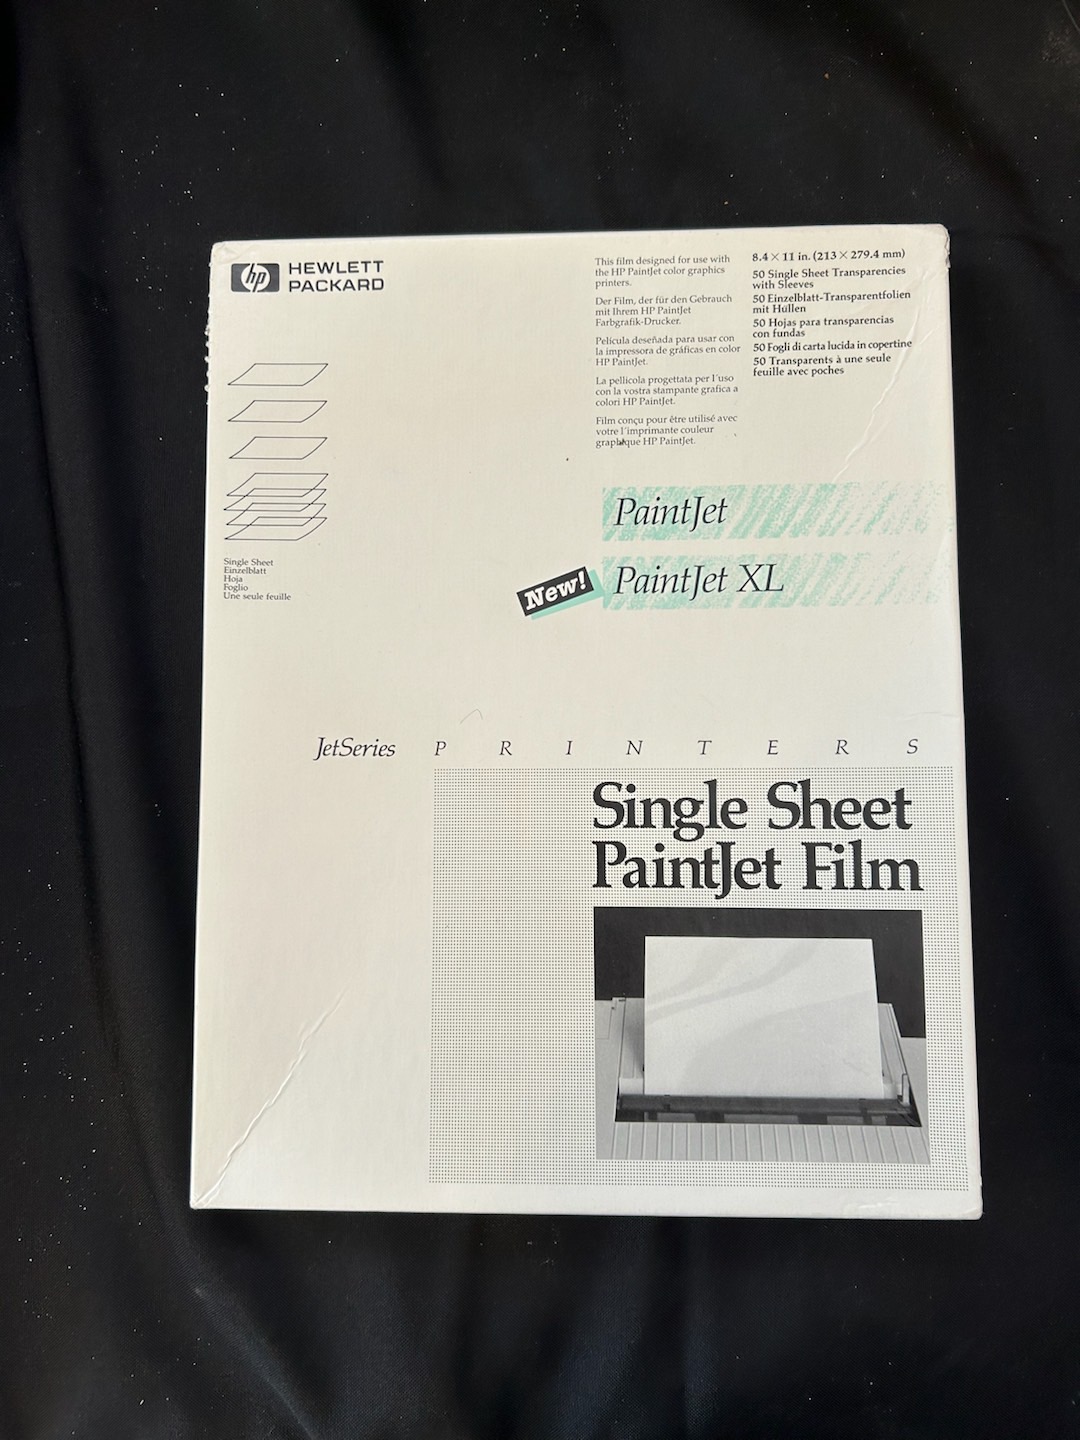 hp HEWLETT
PACKARD
This film designed for use with
the HP PaintJet color graphics
printers.
Der Film, der für den Gebrauch
mit Ihrem HP PaintJet
Farbgrafik-Drucker.
Película deseñada para usar con
la impressora de gráficas en color
HP PaintJet.
La pellicola progettata per l'uso
con la vostra stampante grafica a
colori HP PaintJet.
Film conçu pour être utilisé avec
votre l'imprimante couleur
graphique HP PaintJet.
8.4 × 11 in. (213 × 279.4 mm)
50 Single Sheet Transparencies
with Sleeves
50 Einzelblatt-Transparentfolien
mit Hüllen
50 Hojas para transparencias
con fundas
50 Fogli di carta lucida in copertine
50 Transparents à une seule
feuille avec poches
PaintJet
New! PaintJet XL
Single Sheet
Einzelblatt
Hoja
Foglio
Une seule feuille
JetSeries P R I N T E R S
Single Sheet
PaintJet Film